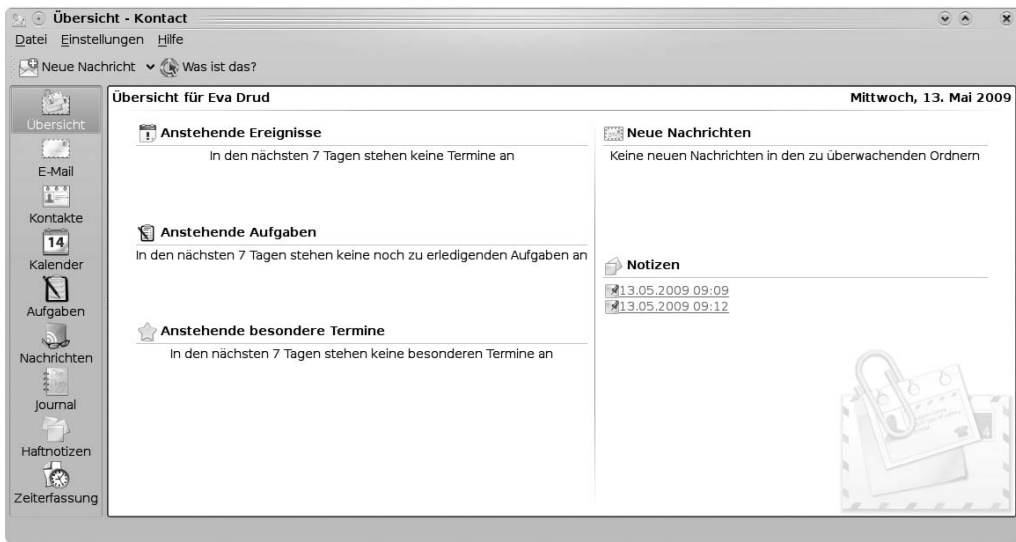 Übersicht - Kontact
Datei Einstellungen Hilfe
Neue Nachricht Was ist das?
Übersicht
E-Mail
Kontakte
14
Kalender
Aufgaben
Nachrichten
Journal
Haftnotizen
Zeiterfassung
Übersicht für Eva Drud Mittwoch, 13. Mai 2009
Anstehende Ereignisse
In den nächsten 7 Tagen stehen keine Termine an
Anstehende Aufgaben
In den nächsten 7 Tagen stehen keine noch zu erledigenden Aufgaben an
Anstehende besondere Termine
In den nächsten 7 Tagen stehen keine besonderen Termine an
Neue Nachrichten
Keine neuen Nachrichten in den zu überwachenden Ordnern
Notizen
13.05.2009 09:09
13.05.2009 09:12